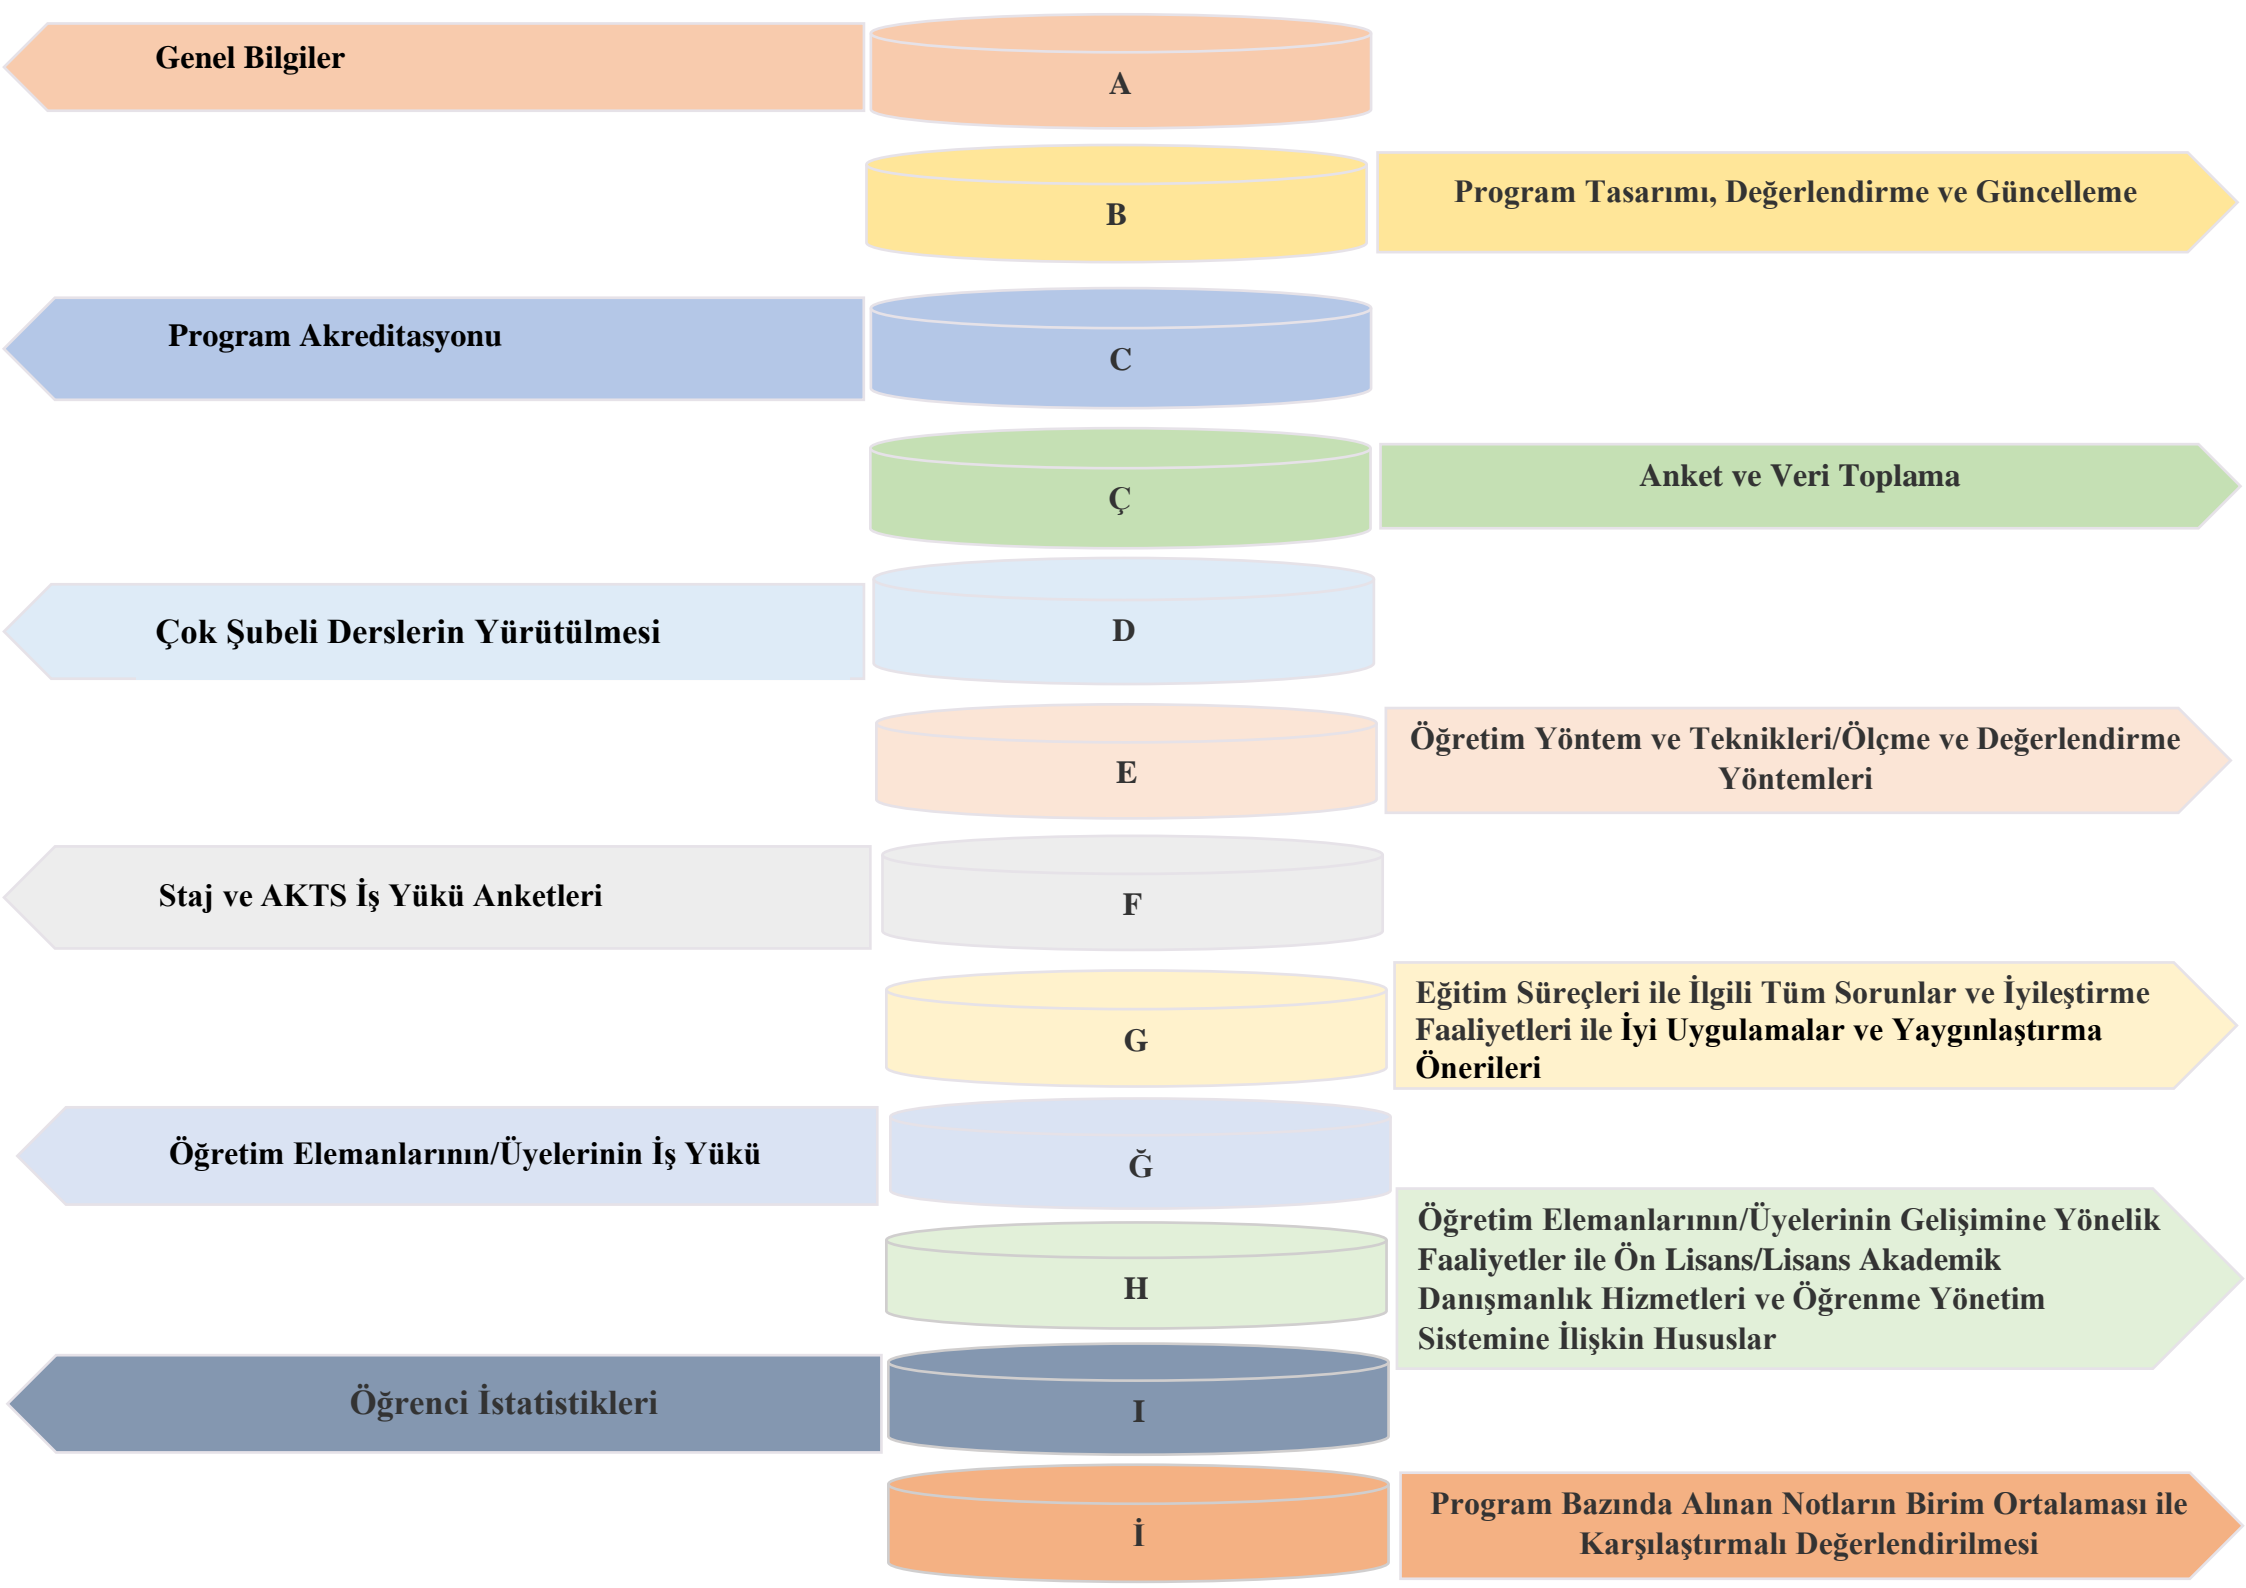 Genel Bilgiler
A
B
Program Tasarımı, Değerlendirme ve Güncelleme
Program Akreditasyonu
C
Ç
Anket ve Veri Toplama
Çok Şubeli Derslerin Yürütülmesi
D
E
Öğretim Yöntem ve Teknikleri/Ölçme ve Değerlendirme
Yöntemleri
Staj ve AKTS İş Yükü Anketleri
F
G
Eğitim Süreçleri ile İlgili Tüm Sorunlar ve İyileştirme
Faaliyetleri ile İyi Uygulamalar ve Yaygınlaştırma
Önerileri
Öğretim Elemanlarının/Üyelerinin İş Yükü
Ğ
H
Öğretim Elemanlarının/Üyelerinin Gelişimine Yönelik
Faaliyetler ile Ön Lisans/Lisans Akademik
Danışmanlık Hizmetleri ve Öğrenme Yönetim
Sistemine İlişkin Hususlar
Öğrenci İstatistikleri
I
İ
Program Bazında Alınan Notların Birim Ortalaması ile
Karşılaştırmalı Değerlendirilmesi